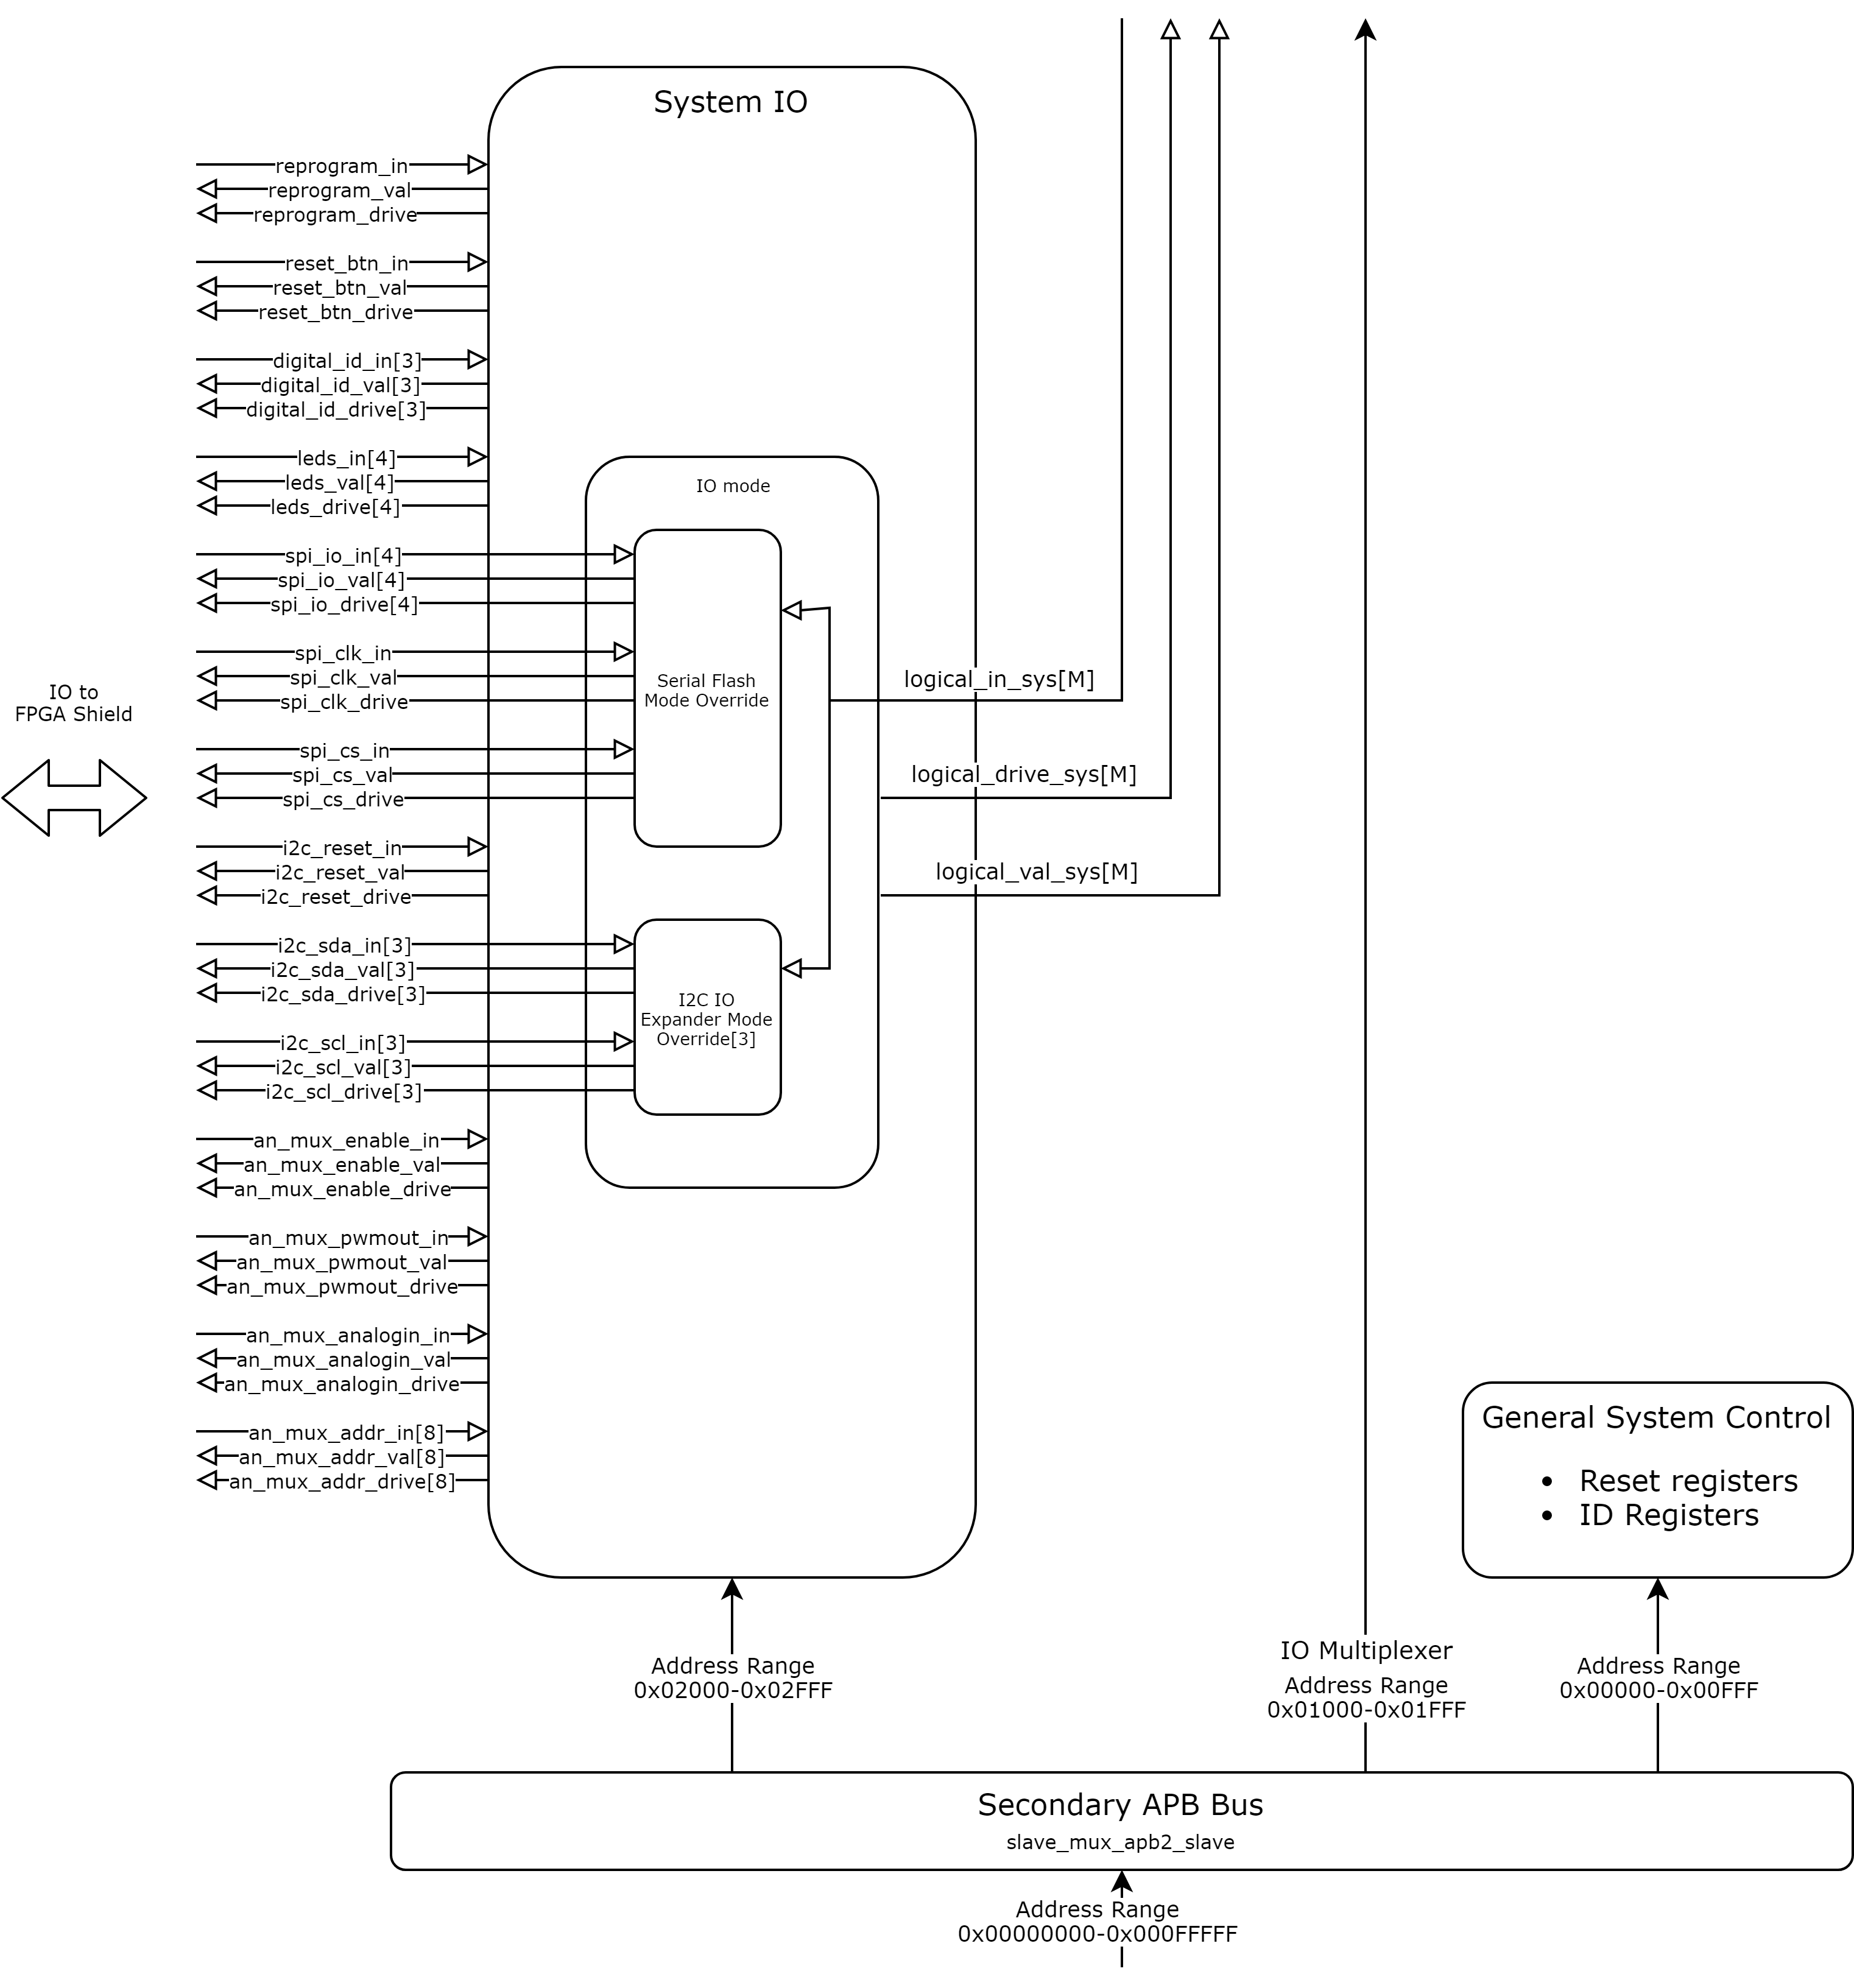 System IO
reprogram_in
reprogram_val
reprogram_drive
reset_btn_in
reset_btn_val
reset_btn_drive
digital_id_in[3]
digital_id_val[3]
digital_id_drive[3]
leds_in[4]
leds_val[4]
leds_drive[4]
IO mode
spi_io_in[4]
spi_io_val[4]
spi_io_drive[4]
spi_clk_in
spi_clk_val
spi_clk_drive
Serial Flash
Mode Override
logical_in_sys[M]
IO to
FPGA Shield
spi_cs_in
spi_cs_val
spi_cs_drive
logical_drive_sys[M]
i2c_reset_in
i2c_reset_val
i2c_reset_drive
logical_val_sys[M]
i2c_sda_in[3]
i2c_sda_val[3]
i2c_sda_drive[3]
I2C IO
Expander Mode
Override[3]
i2c_scl_in[3]
i2c_scl_val[3]
i2c_scl_drive[3]
an_mux_enable_in
an_mux_enable_val
an_mux_enable_drive
an_mux_pwmout_in
an_mux_pwmout_val
an_mux_pwmout_drive
an_mux_analogin_in
an_mux_analogin_val
an_mux_analogin_drive
an_mux_addr_in[8]
an_mux_addr_val[8]
an_mux_addr_drive[8]
General System Control
• Reset registers
• ID Registers
Address Range
0x02000-0x02FFF
IO Multiplexer
Address Range
0x01000-0x01FFF
Address Range
0x00000-0x00FFF
Secondary APB Bus
slave_mux_apb2_slave
Address Range
0x00000000-0x000FFFFF